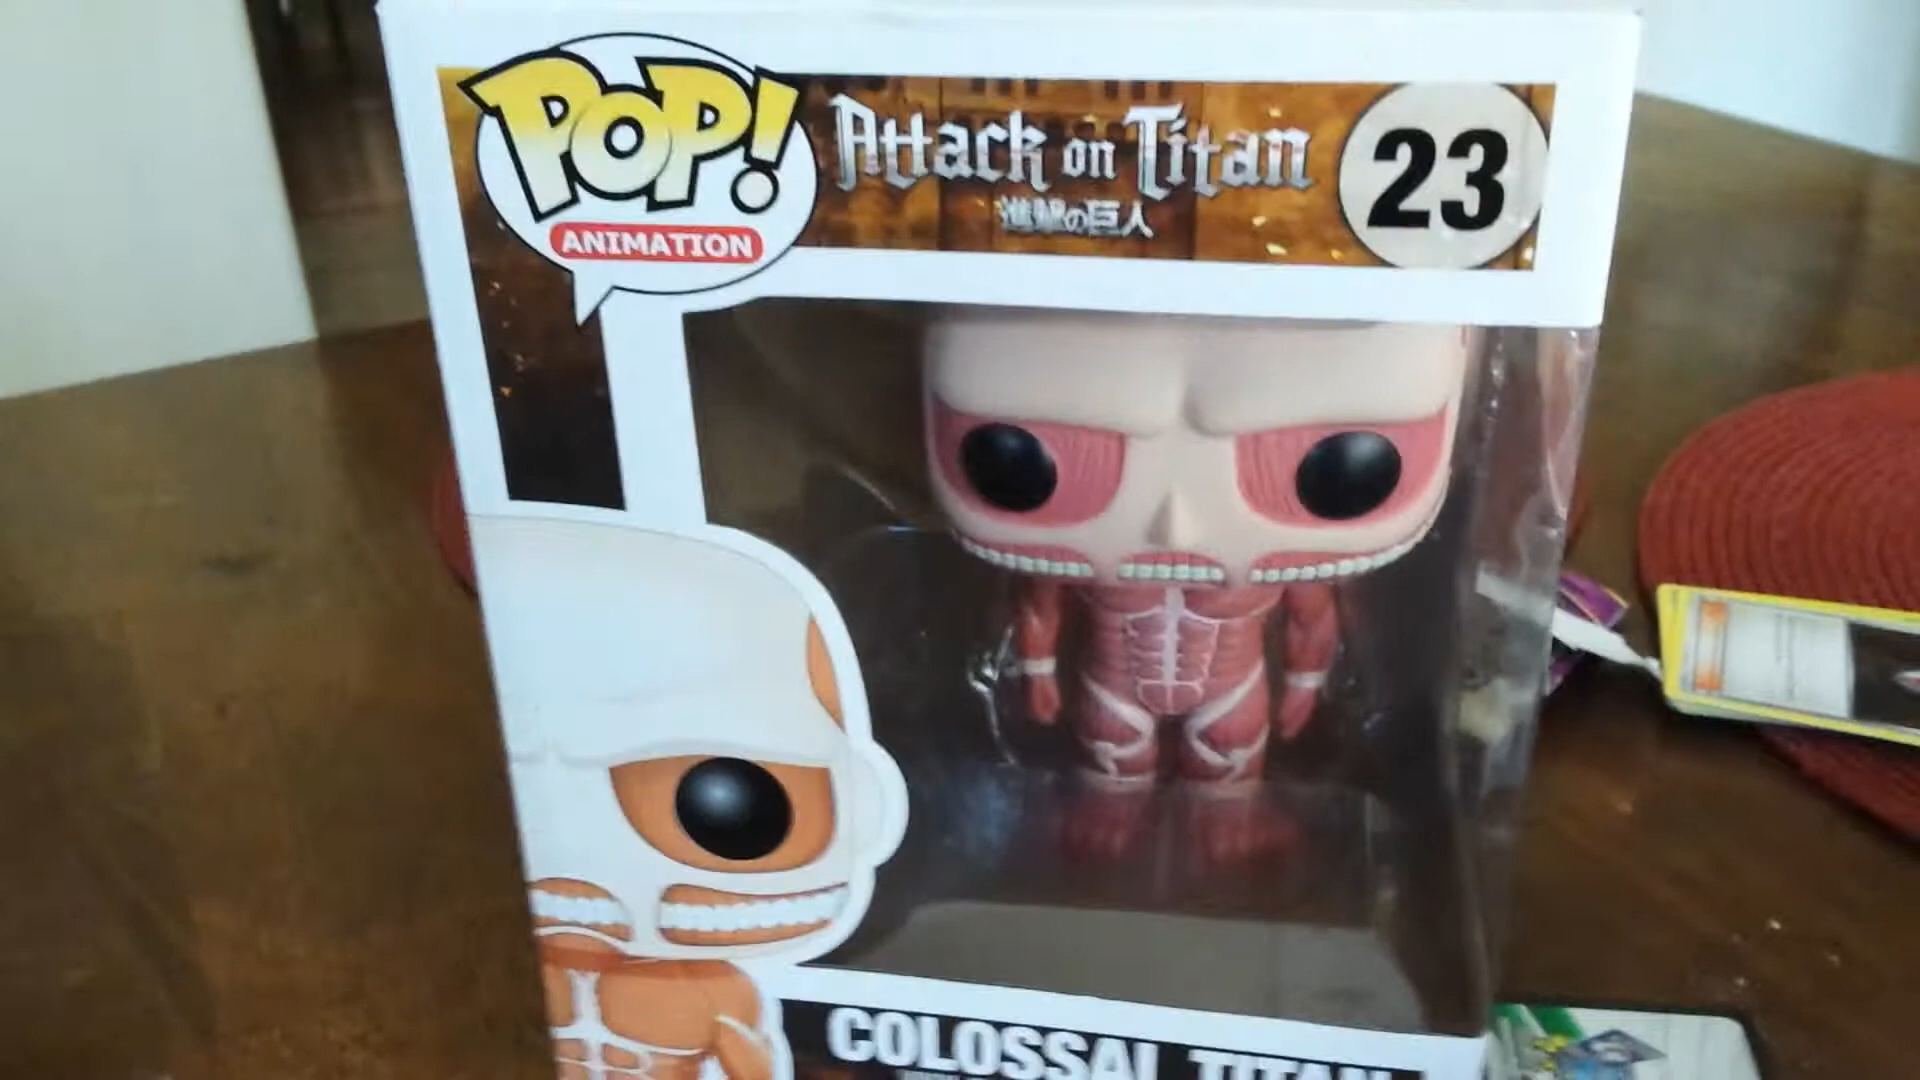 POP!
ANIMATION
Attack on Titan
進撃の巨人
23
COLOSSAL TITAN